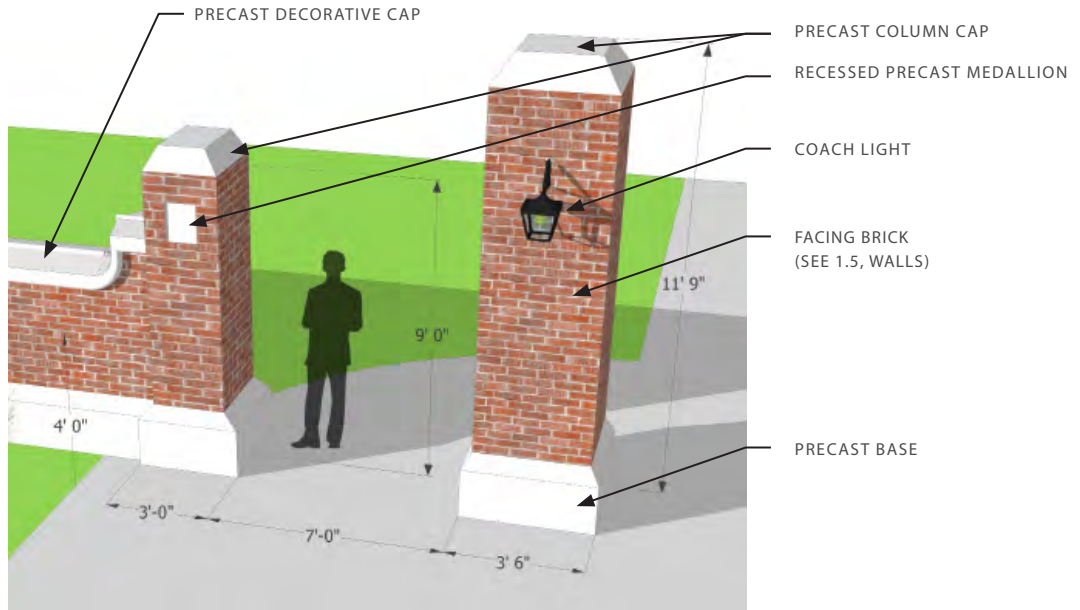 PRECAST DECORATIVE CAP
PRECAST COLUMN CAP
RECESSED PRECAST MEDALLION
COACH LIGHT
FACING BRICK
(SEE 1.5, WALLS)
11' 9"
9' 0"
4' 0"
PRECAST BASE
3'-0"
7'-0"
3' 6"